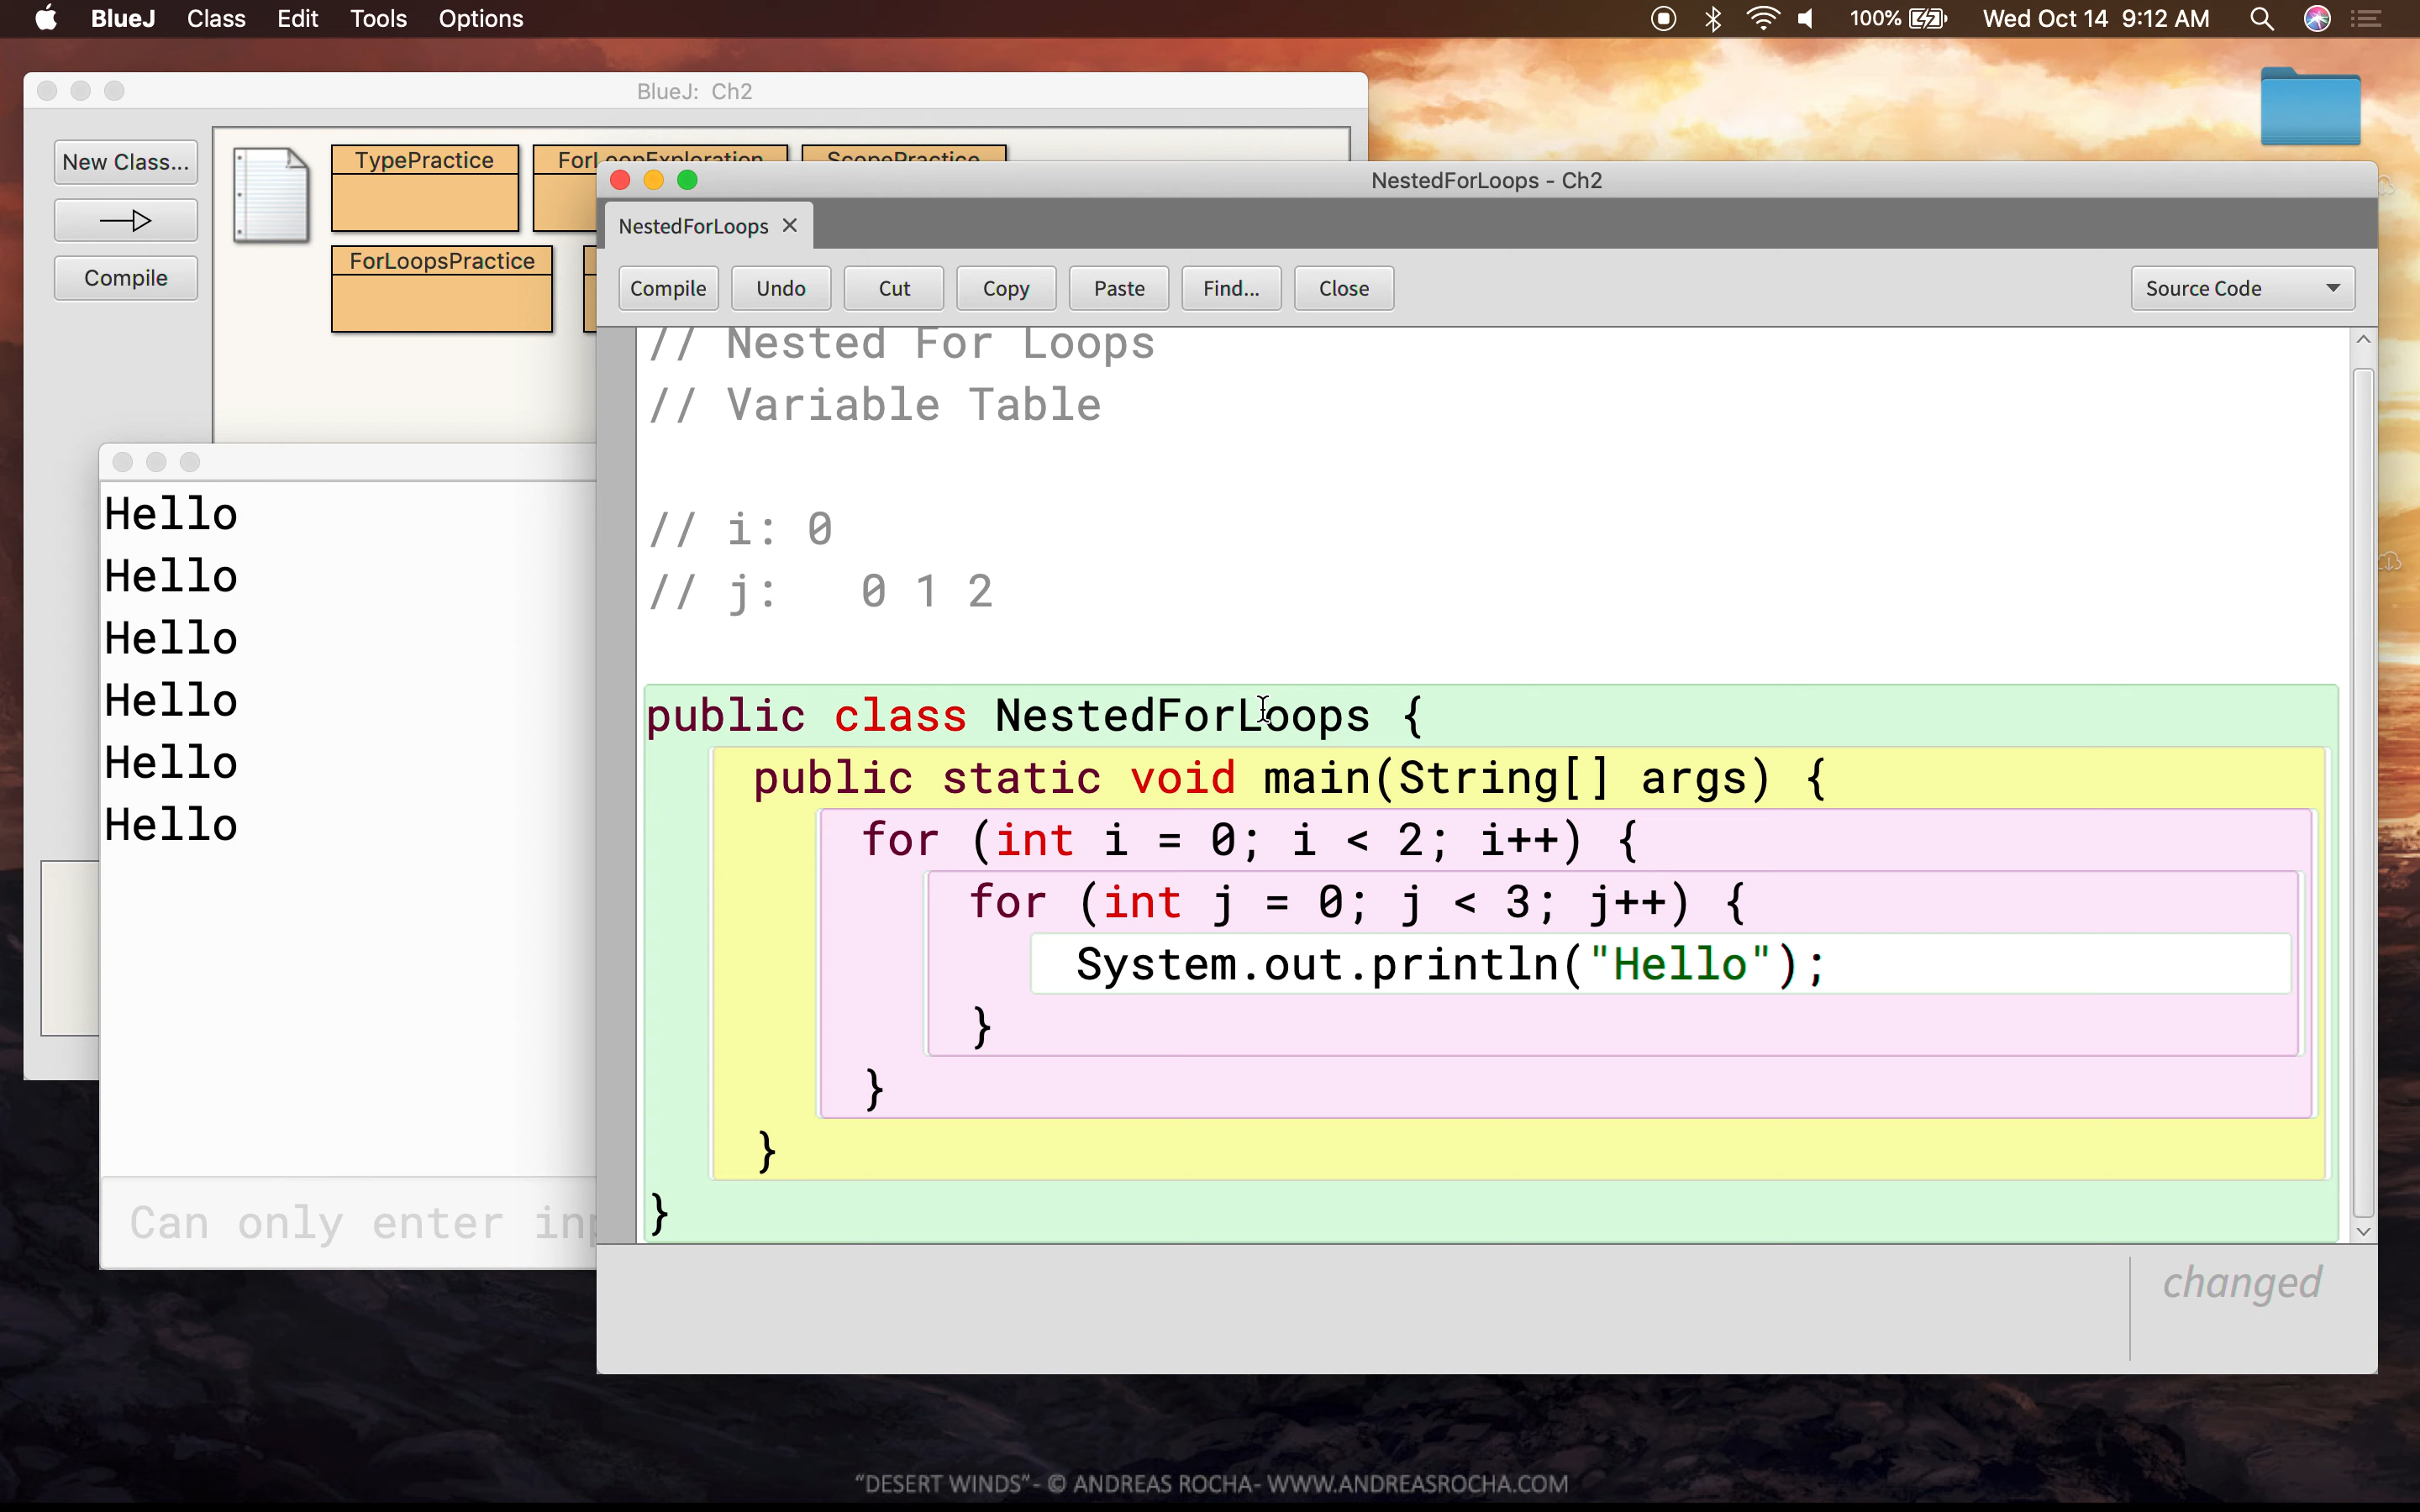 BlueJ Class Edit Tools Options 100% Wed Oct 14 9:12 AM
BlueJ: Ch2
New Class...
Compile
TypePractice
ForLoopExploration
ScopePractice
ForLoopsPractice
Hello
Hello
Hello
Hello
Hello
Hello
Can only enter
NestedForLoops - Ch2
NestedForLoops
Compile Undo Cut Copy Paste Find... Close Source Code
// Nested For Loops
// Variable Table
// i: 0
// j:   0 1 2
public class NestedForLoops {
    public static void main(String[] args) {
        for (int i = 0; i < 2; i++) {
            for (int j = 0; j < 3; j++) {
                System.out.println("Hello");
            }
        }
    }
}
changed
“DESERT WINDS” - © ANDREAS ROCHA - WWW.ANDREASROCHA.COM